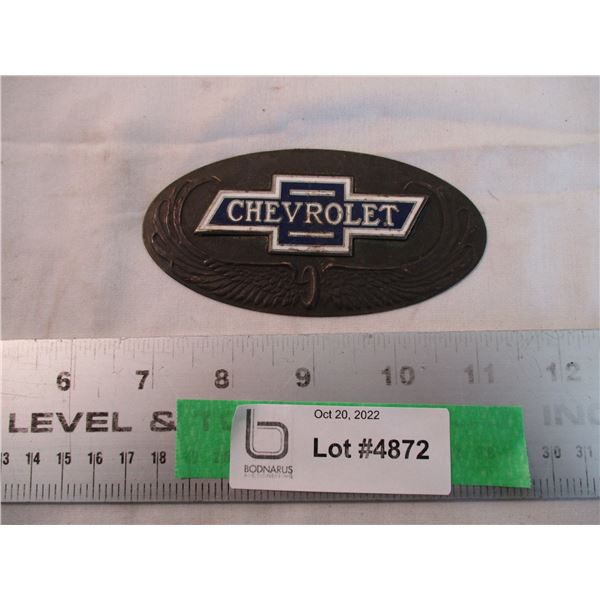 CHEVROLET
6 7 8 9 10 11 12
LEVEL &
Oct 20, 2022
Lot #4872
BODNARUS
13 14 15 16 17 18
30 31